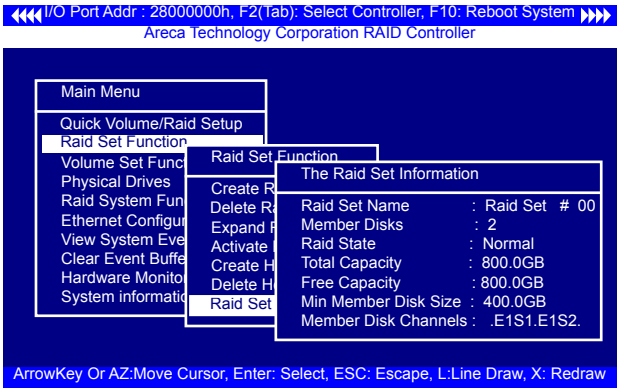 I/O Port Addr : 28000000h, F2(Tab): Select Controller, F10: Reboot System
Areca Technology Corporation RAID Controller
Main Menu
Quick Volume/Raid Setup
Raid Set Function
Volume Set Func
Physical Drives
Raid System Fun
Ethernet Configu
View System Eve
Clear Event Buffe
Hardware Monito
System informatio
Raid Set Function
Create R
Delete Ra
Expand
Activate
Create H
Delete H
Raid Set
The Raid Set Information
Raid Set Name : Raid Set # 00
Member Disks : 2
Raid State : Normal
Total Capacity : 800.0GB
Free Capacity : 800.0GB
Min Member Disk Size : 400.0GB
Member Disk Channels : .E1S1.E1S2.
ArrowKey Or AZ:Move Cursor, Enter: Select, ESC: Escape, L:Line Draw, X: Redraw